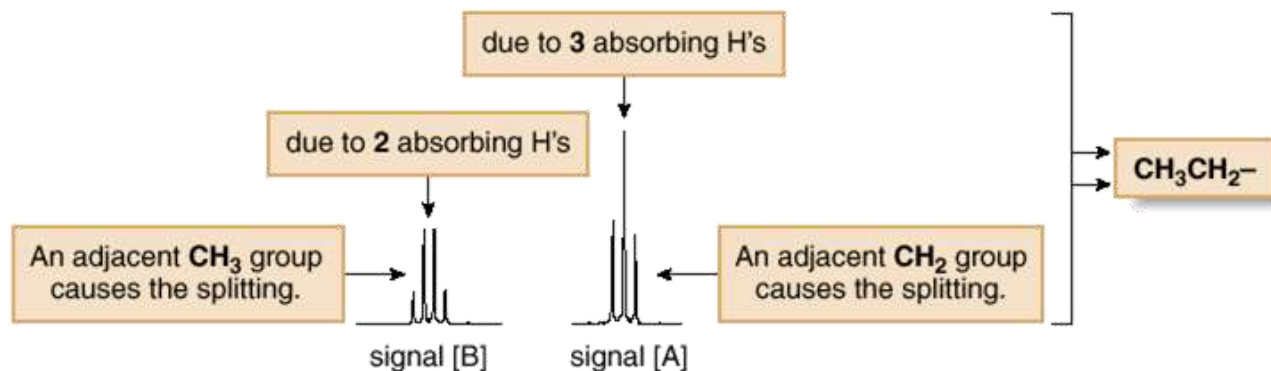 due to 3 absorbing H's
due to 2 absorbing H's
CH₃CH₂–
An adjacent CH₃ group
causes the splitting.
An adjacent CH₂ group
causes the splitting.
signal [B]
signal [A]